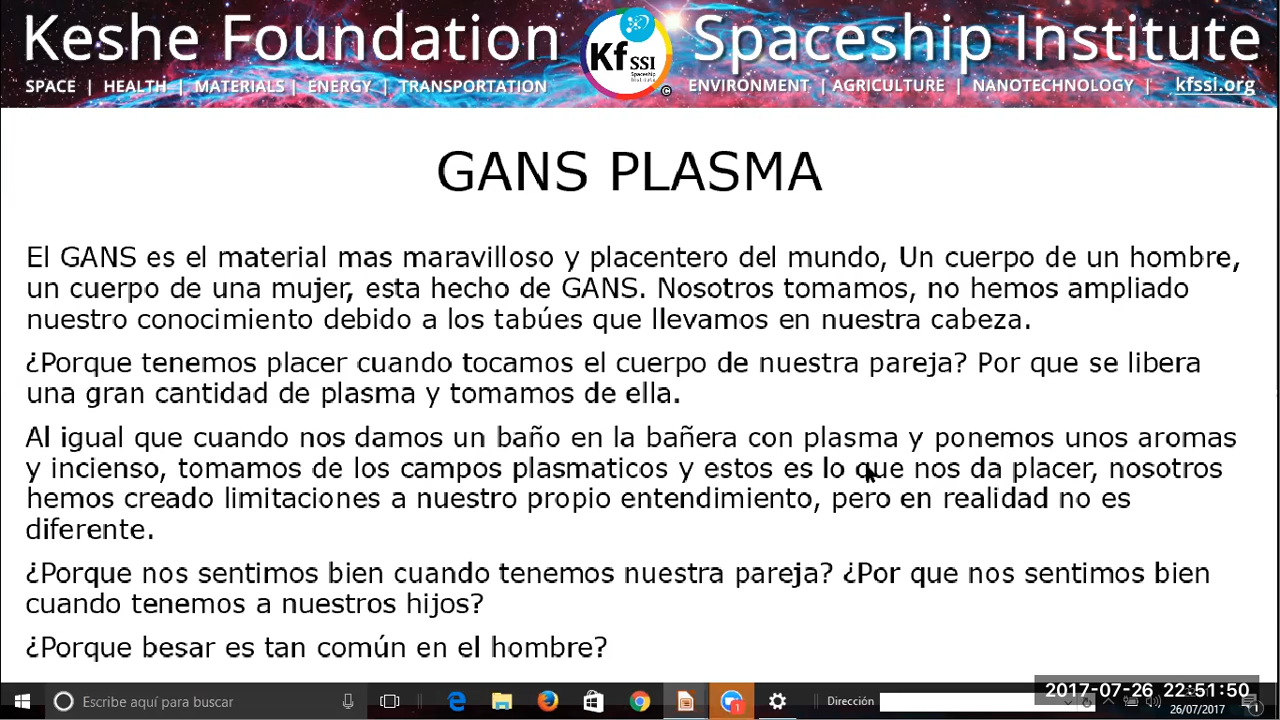 Keshe Foundation Kf SSI Spaceship Institute © Spaceship Institute
SPACE | HEALTH | MATERIALS | ENERGY | TRANSPORTATION ENVIRONMENT | AGRICULTURE | NANOTECHNOLOGY | kfssi.org
GANS PLASMA
El GANS es el material mas maravilloso y placentero del mundo, Un cuerpo de un hombre,
un cuerpo de una mujer, esta hecho de GANS. Nosotros tomamos, no hemos ampliado
nuestro conocimiento debido a los tabúes que llevamos en nuestra cabeza.
¿Porque tenemos placer cuando tocamos el cuerpo de nuestra pareja? Por que se libera
una gran cantidad de plasma y tomamos de ella.
Al igual que cuando nos damos un baño en la bañera con plasma y ponemos unos aromas
y incienso, tomamos de los campos plasmaticos y estos es lo que nos da placer, nosotros
hemos creado limitaciones a nuestro propio entendimiento, pero en realidad no es
diferente.
¿Porque nos sentimos bien cuando tenemos nuestra pareja? ¿Por que nos sentimos bien
cuando tenemos a nuestros hijos?
¿Porque besar es tan común en el hombre?
Escribe aquí para buscar
1
Dirección
2017-07-26 22:51:50
26/07/2017
1